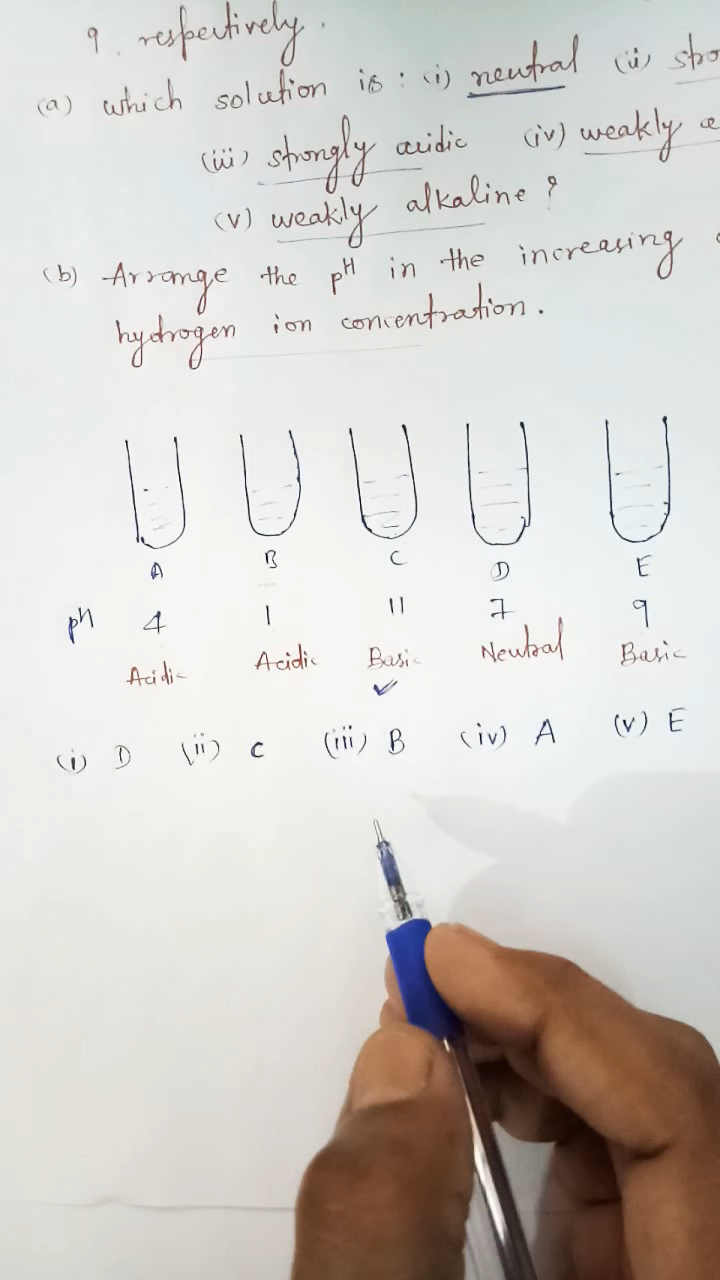 9. respectively.
(a) which solution is : (i) neutral (ii) stro
(iii) strongly acidic (iv) weakly
(v) weakly alkaline ?
(b) Arrange the pH in the increasing
hydrogen ion concentration.
A B C D E
pH 4 1 11 7 9
Acidic Acidic Basic Neutral Basic
(i) D (ii) C (iii) B (iv) A (v) E